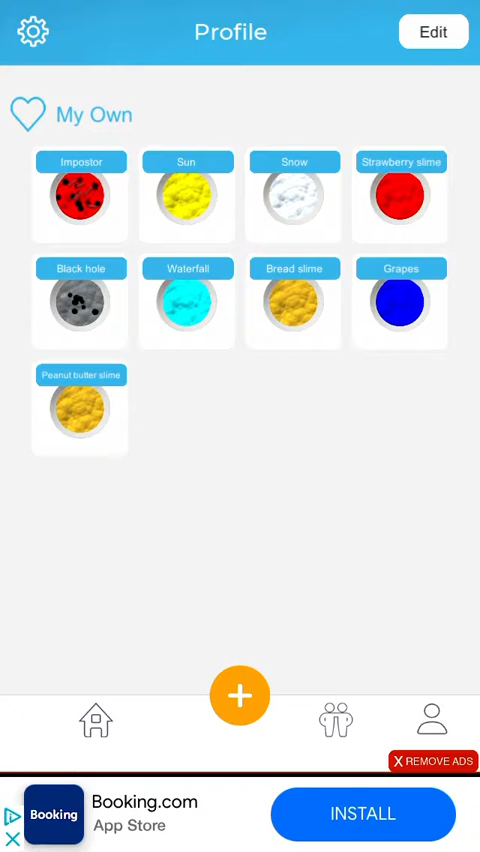 Profile
Edit
My Own
Impostor
Sun
Snow
Strawberry slime
Black hole
Waterfall
Bread slime
Grapes
Peanut butter slime
X REMOVE ADS
Booking
Booking.com
App Store
INSTALL